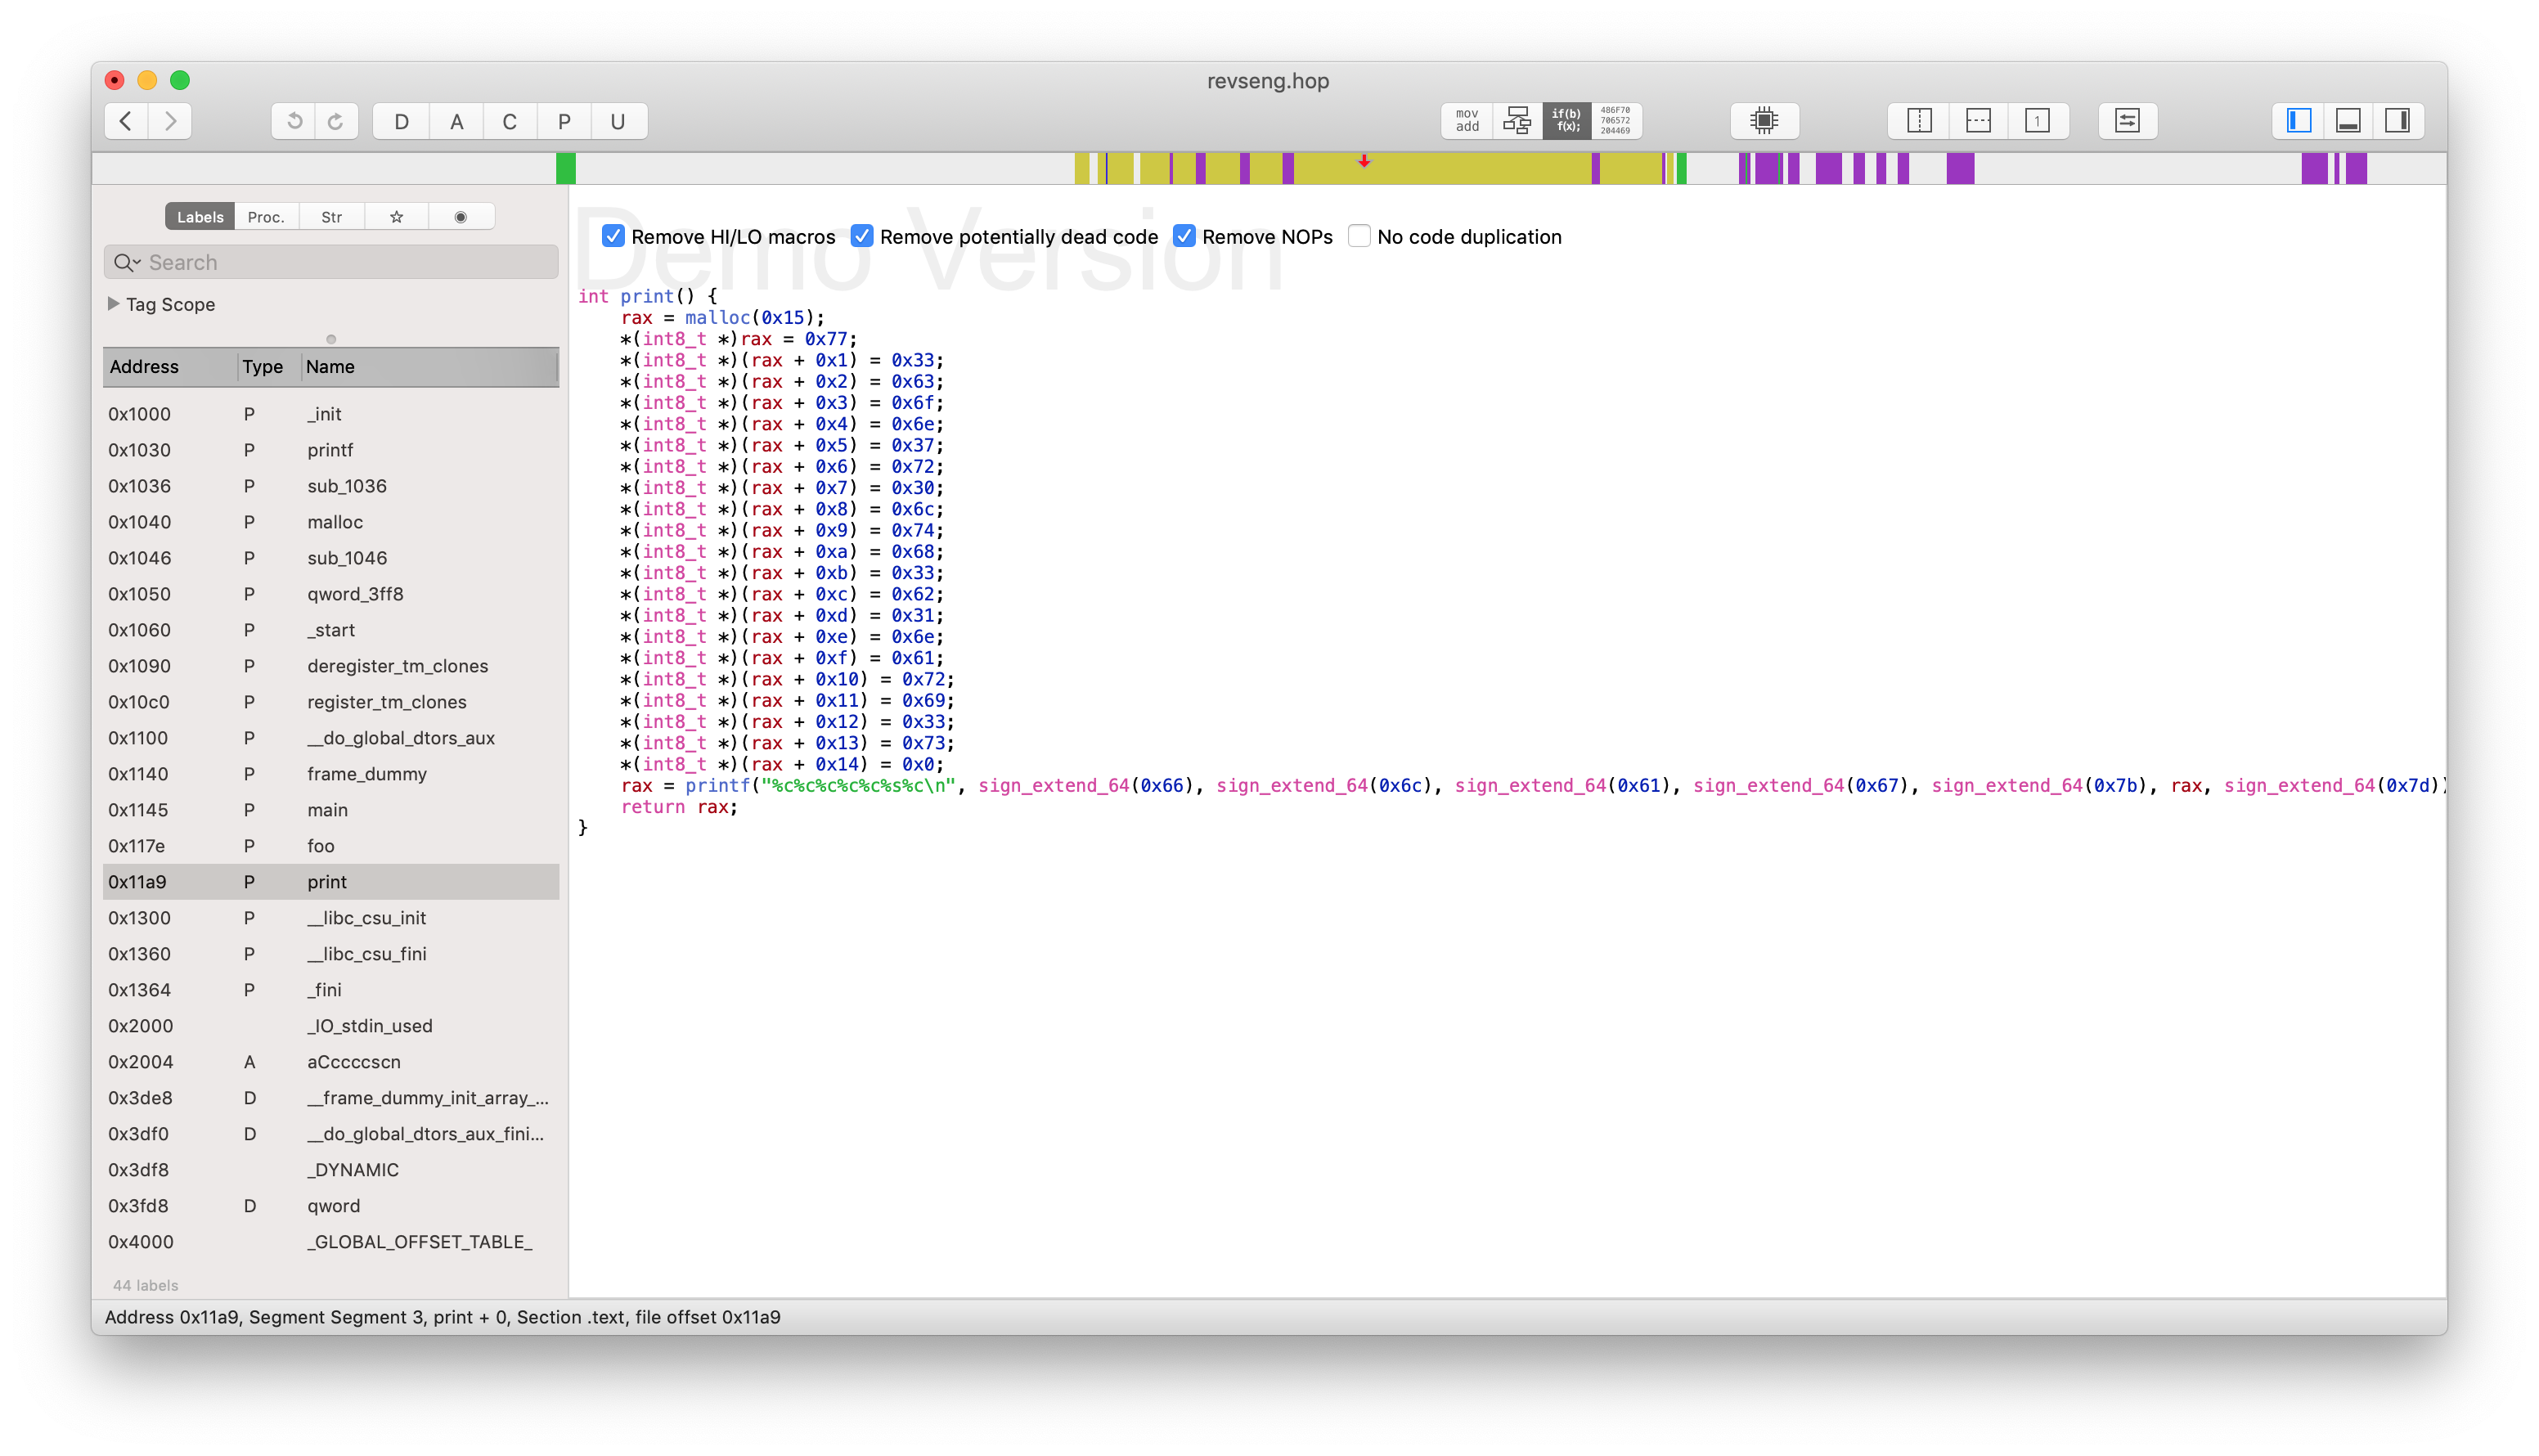 revseng.hop
D A C P U
mov add
if(b) f(x);
486F70 706572 204469
1
Labels Proc. Str
Search
Tag Scope
Address Type Name
0x1000 P _init
0x1030 P printf
0x1036 P sub_1036
0x1040 P malloc
0x1046 P sub_1046
0x1050 P qword_3ff8
0x1060 P _start
0x1090 P deregister_tm_clones
0x10c0 P register_tm_clones
0x1100 P __do_global_dtors_aux
0x1140 P frame_dummy
0x1145 P main
0x117e P foo
0x11a9 P print
0x1300 P __libc_csu_init
0x1360 P __libc_csu_fini
0x1364 P _fini
0x2000 _IO_stdin_used
0x2004 A aCccccscn
0x3de8 D __frame_dummy_init_array_...
0x3df0 D __do_global_dtors_aux_fini...
0x3df8 _DYNAMIC
0x3fd8 D qword
0x4000 _GLOBAL_OFFSET_TABLE_
44 labels
Demo Version
Remove HI/LO macros Remove potentially dead code Remove NOPs No code duplication
int print() {
rax = malloc(0x15);
*(int8_t *)rax = 0x77;
*(int8_t *)(rax + 0x1) = 0x33;
*(int8_t *)(rax + 0x2) = 0x63;
*(int8_t *)(rax + 0x3) = 0x6f;
*(int8_t *)(rax + 0x4) = 0x6e;
*(int8_t *)(rax + 0x5) = 0x37;
*(int8_t *)(rax + 0x6) = 0x72;
*(int8_t *)(rax + 0x7) = 0x30;
*(int8_t *)(rax + 0x8) = 0x6c;
*(int8_t *)(rax + 0x9) = 0x74;
*(int8_t *)(rax + 0xa) = 0x68;
*(int8_t *)(rax + 0xb) = 0x33;
*(int8_t *)(rax + 0xc) = 0x62;
*(int8_t *)(rax + 0xd) = 0x31;
*(int8_t *)(rax + 0xe) = 0x6e;
*(int8_t *)(rax + 0xf) = 0x61;
*(int8_t *)(rax + 0x10) = 0x72;
*(int8_t *)(rax + 0x11) = 0x69;
*(int8_t *)(rax + 0x12) = 0x33;
*(int8_t *)(rax + 0x13) = 0x73;
*(int8_t *)(rax + 0x14) = 0x0;
rax = printf("%c%c%c%c%c%s%c\n", sign_extend_64(0x66), sign_extend_64(0x6c), sign_extend_64(0x61), sign_extend_64(0x67), sign_extend_64(0x7b), rax, sign_extend_64(0x7d))
return rax;
}
Address 0x11a9, Segment Segment 3, print + 0, Section .text, file offset 0x11a9